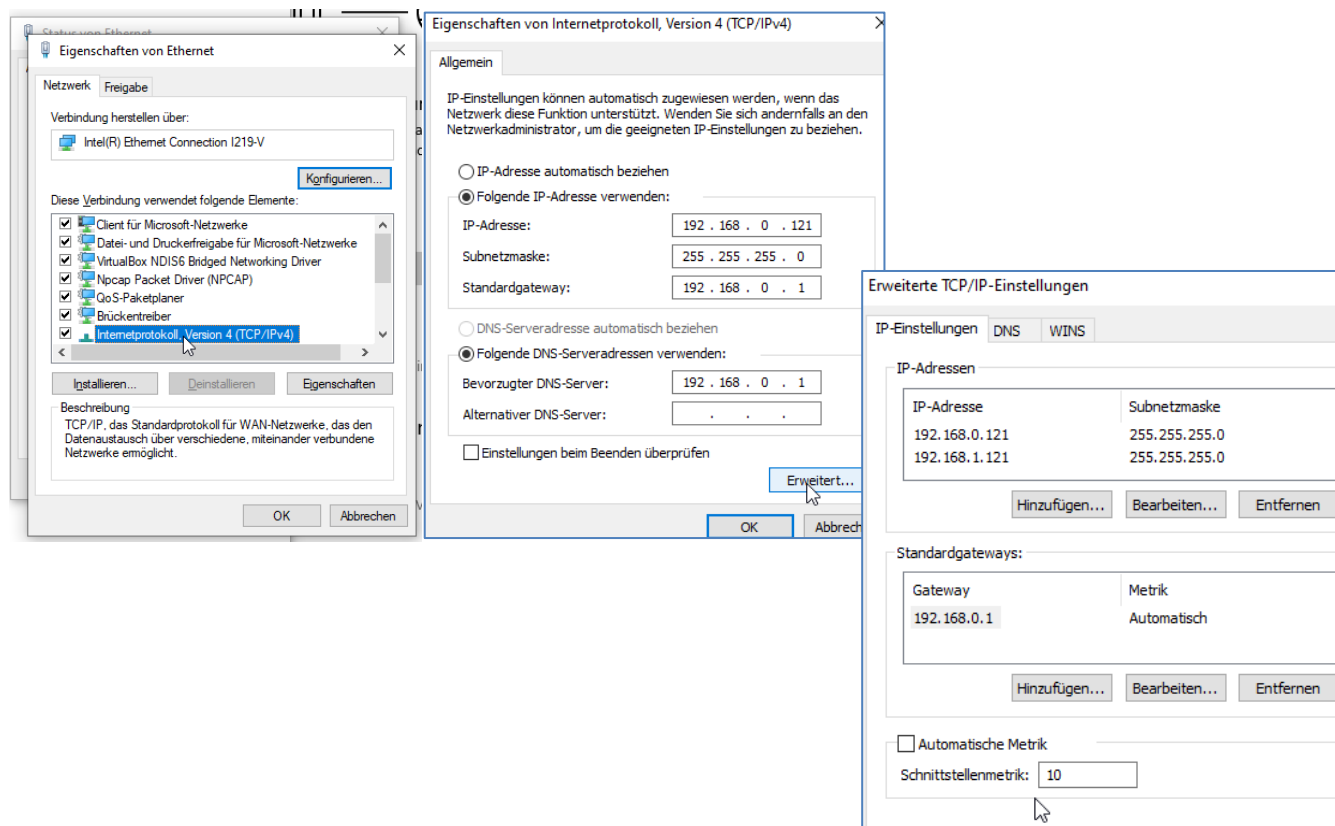 Status von Ethernet
Eigenschaften von Ethernet
Netzwerk
Freigabe
Verbindung herstellen über:
Intel(R) Ethernet Connection I219-V
Konfigurieren...
Diese Verbindung verwendet folgende Elemente:
Client für Microsoft-Netzwerke
Datei- und Druckerfreigabe für Microsoft-Netzwerke
VirtualBox NDIS6 Bridged Networking Driver
Npcap Packet Driver (NPCAP)
QoS-Paketplaner
Brückentreiber
Internetprotokoll, Version 4 (TCP/IPv4)
Installieren...
Deinstallieren
Eigenschaften
Beschreibung
TCP/IP, das Standardprotokoll für WAN-Netzwerke, das den
Datenaustausch über verschiedene, miteinander verbundene
Netzwerke ermöglicht.
OK
Abbrechen
Eigenschaften von Internetprotokoll, Version 4 (TCP/IPv4)
Allgemein
IP-Einstellungen können automatisch zugewiesen werden, wenn das
Netzwerk diese Funktion unterstützt. Wenden Sie sich andernfalls an den
Netzwerkadministrator, um die geeigneten IP-Einstellungen zu beziehen.
IP-Adresse automatisch beziehen
Folgende IP-Adresse verwenden:
IP-Adresse: 192 . 168 . 0 . 121
Subnetzmaske: 255 . 255 . 255 . 0
Standardgateway: 192 . 168 . 0 . 1
DNS-Serveradresse automatisch beziehen
Folgende DNS-Serveradressen verwenden:
Bevorzugter DNS-Server: 192 . 168 . 0 . 1
Alternativer DNS-Server: . . .
Einstellungen beim Beenden überprüfen
Erweitert...
OK
Abbrech
Erweiterte TCP/IP-Einstellungen
IP-Einstellungen
DNS
WINS
IP-Adressen
IP-Adresse Subnetzmaske
192.168.0.121 255.255.255.0
192.168.1.121 255.255.255.0
Hinzufügen...
Bearbeiten...
Entfernen
Standardgateways:
Gateway Metrik
192.168.0.1 Automatisch
Hinzufügen...
Bearbeiten...
Entfernen
Automatische Metrik
Schnittstellenmetrik: 10